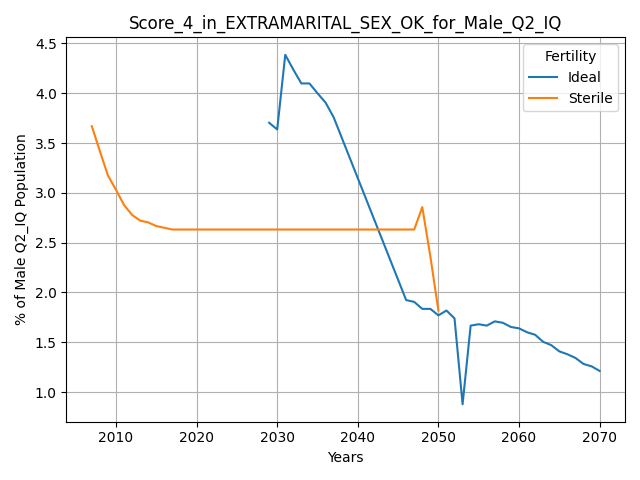 Score_4_in_EXTRAMARITAL_SEX_OK_for_Male_Q2_IQ
Fertility
Ideal
Sterile
% of Male Q2_IQ Population
4.5
4.0
3.5
3.0
2.5
2.0
1.5
1.0
2010 2020 2030 2040 2050 2060 2070
Years